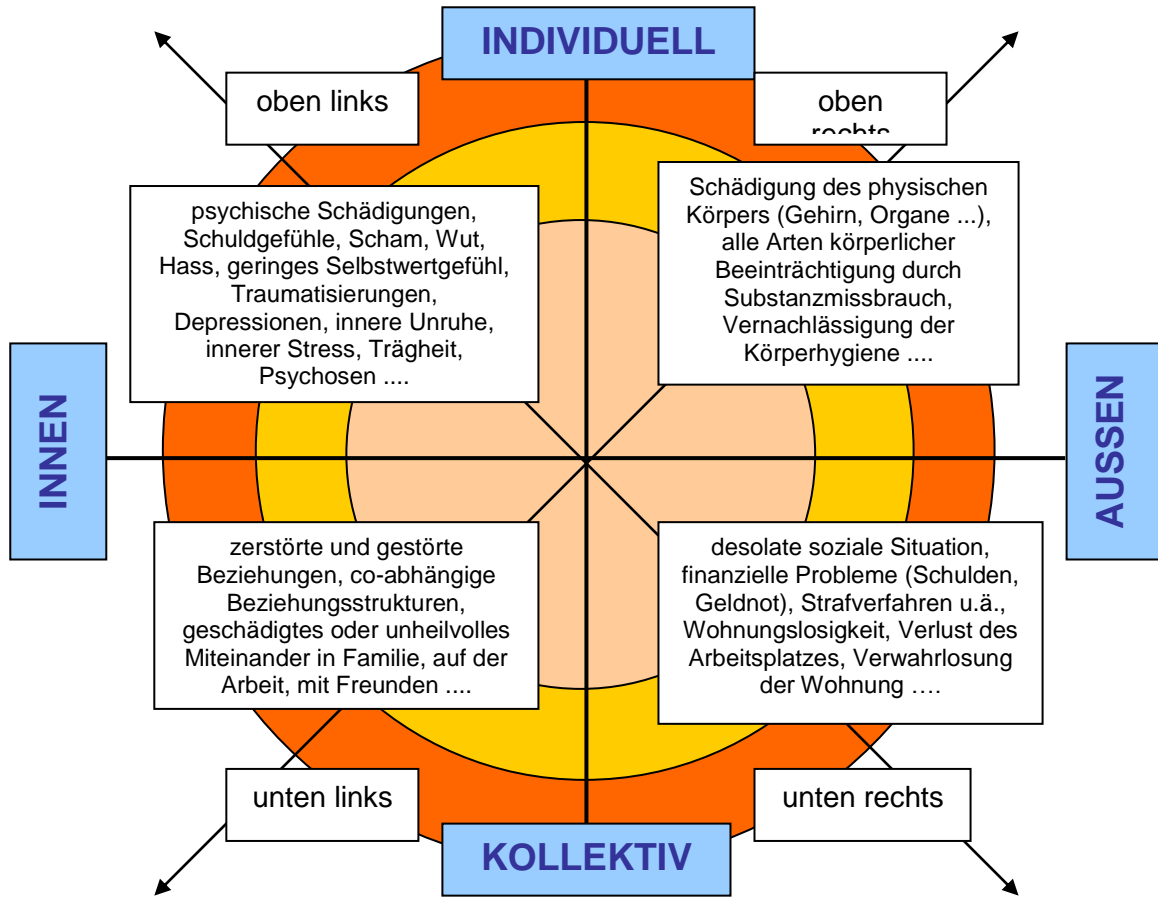 INDIVIDUELL
oben links
oben
rechts
psychische Schädigungen,
Schuldgefühle, Scham, Wut,
Hass, geringes Selbstwertgefühl,
Traumatisierungen,
Depressionen, innere Unruhe,
innerer Stress, Trägheit,
Psychosen ....
Schädigung des physischen
Körpers (Gehirn, Organe ...),
alle Arten körperlicher
Beeinträchtigung durch
Substanzmissbrauch,
Vernachlässigung der
Körperhygiene ....
INNEN
AUSSEN
zerstörte und gestörte
Beziehungen, co-abhängige
Beziehungsstrukturen,
geschädigtes oder unheilvolles
Miteinander in Familie, auf der
Arbeit, mit Freunden ....
desolate soziale Situation,
finanzielle Probleme (Schulden,
Geldnot), Strafverfahren u.ä.,
Wohnungslosigkeit, Verlust des
Arbeitsplatzes, Verwahrlosung
der Wohnung ….
unten links
unten rechts
KOLLEKTIV